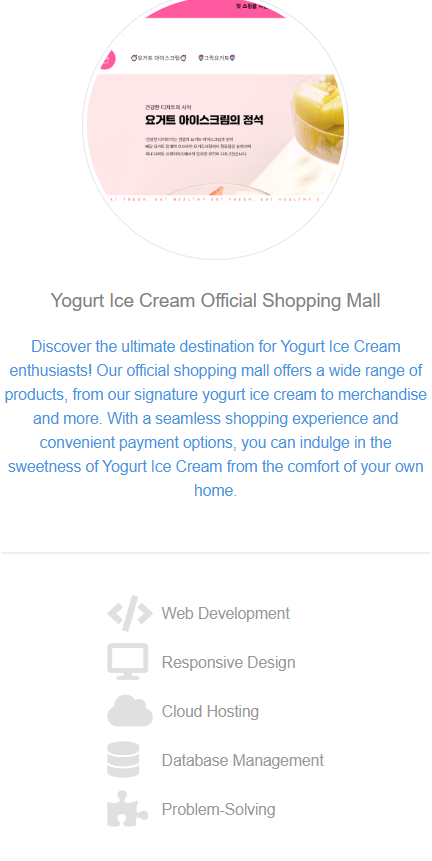 첫 쇼핑몰
요거트 아이스크림 그릭요거트
건강한 디저트의 시작
요거트 아이스크림의 정석
EAT FRESH, EAT HEALTHY EAT FRESH, EAT HEALTHY
Yogurt Ice Cream Official Shopping Mall
Discover the ultimate destination for Yogurt Ice Cream
enthusiasts! Our official shopping mall offers a wide range of
products, from our signature yogurt ice cream to merchandise
and more. With a seamless shopping experience and
convenient payment options, you can indulge in the
sweetness of Yogurt Ice Cream from the comfort of your own
home.
Web Development
Responsive Design
Cloud Hosting
Database Management
Problem-Solving